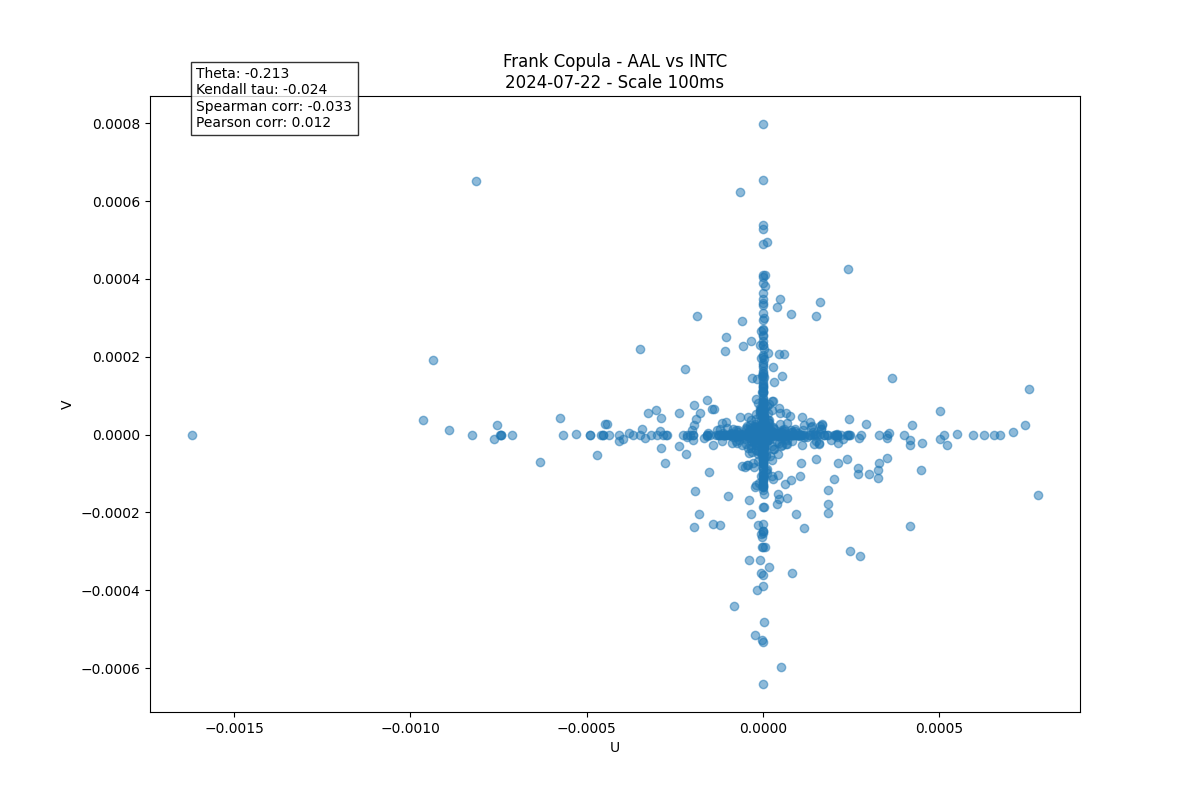 Frank Copula - AAL vs INTC
2024-07-22 - Scale 100ms
Theta: -0.213
Kendall tau: -0.024
Spearman corr: -0.033
Pearson corr: 0.012
0.0008
0.0006
0.0004
0.0002
0.0000
−0.0002
−0.0004
−0.0006
V
−0.0015
−0.0010
−0.0005
0.0000
0.0005
U